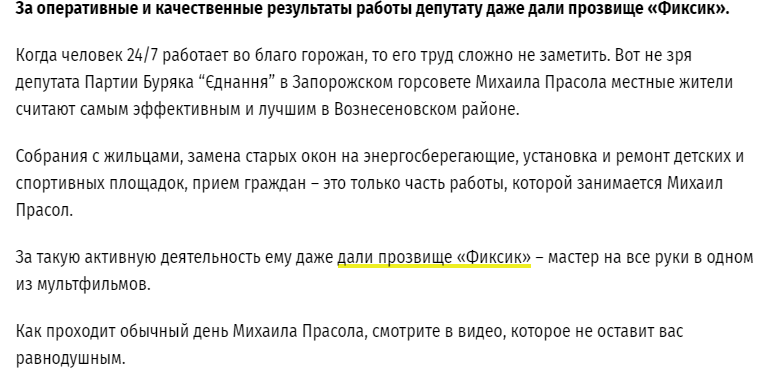 За оперативные и качественные результаты работы депутату даже дали прозвище «Фиксик».
Когда человек 24/7 работает во благо горожан, то его труд сложно не заметить. Вот не зря
депутата Партии Буряка “Єднання” в Запорожском горсовете Михаила Прасола местные жители
считают самым эффективным и лучшим в Вознесеновском районе.
Собрания с жильцами, замена старых окон на энергосберегающие, установка и ремонт детских и
спортивных площадок, прием граждан – это только часть работы, которой занимается Михаил
Прасол.
За такую активную деятельность ему даже дали прозвище «Фиксик» – мастер на все руки в одном
из мультфильмов.
Как проходит обычный день Михаила Прасола, смотрите в видео, которое не оставит вас
равнодушным.